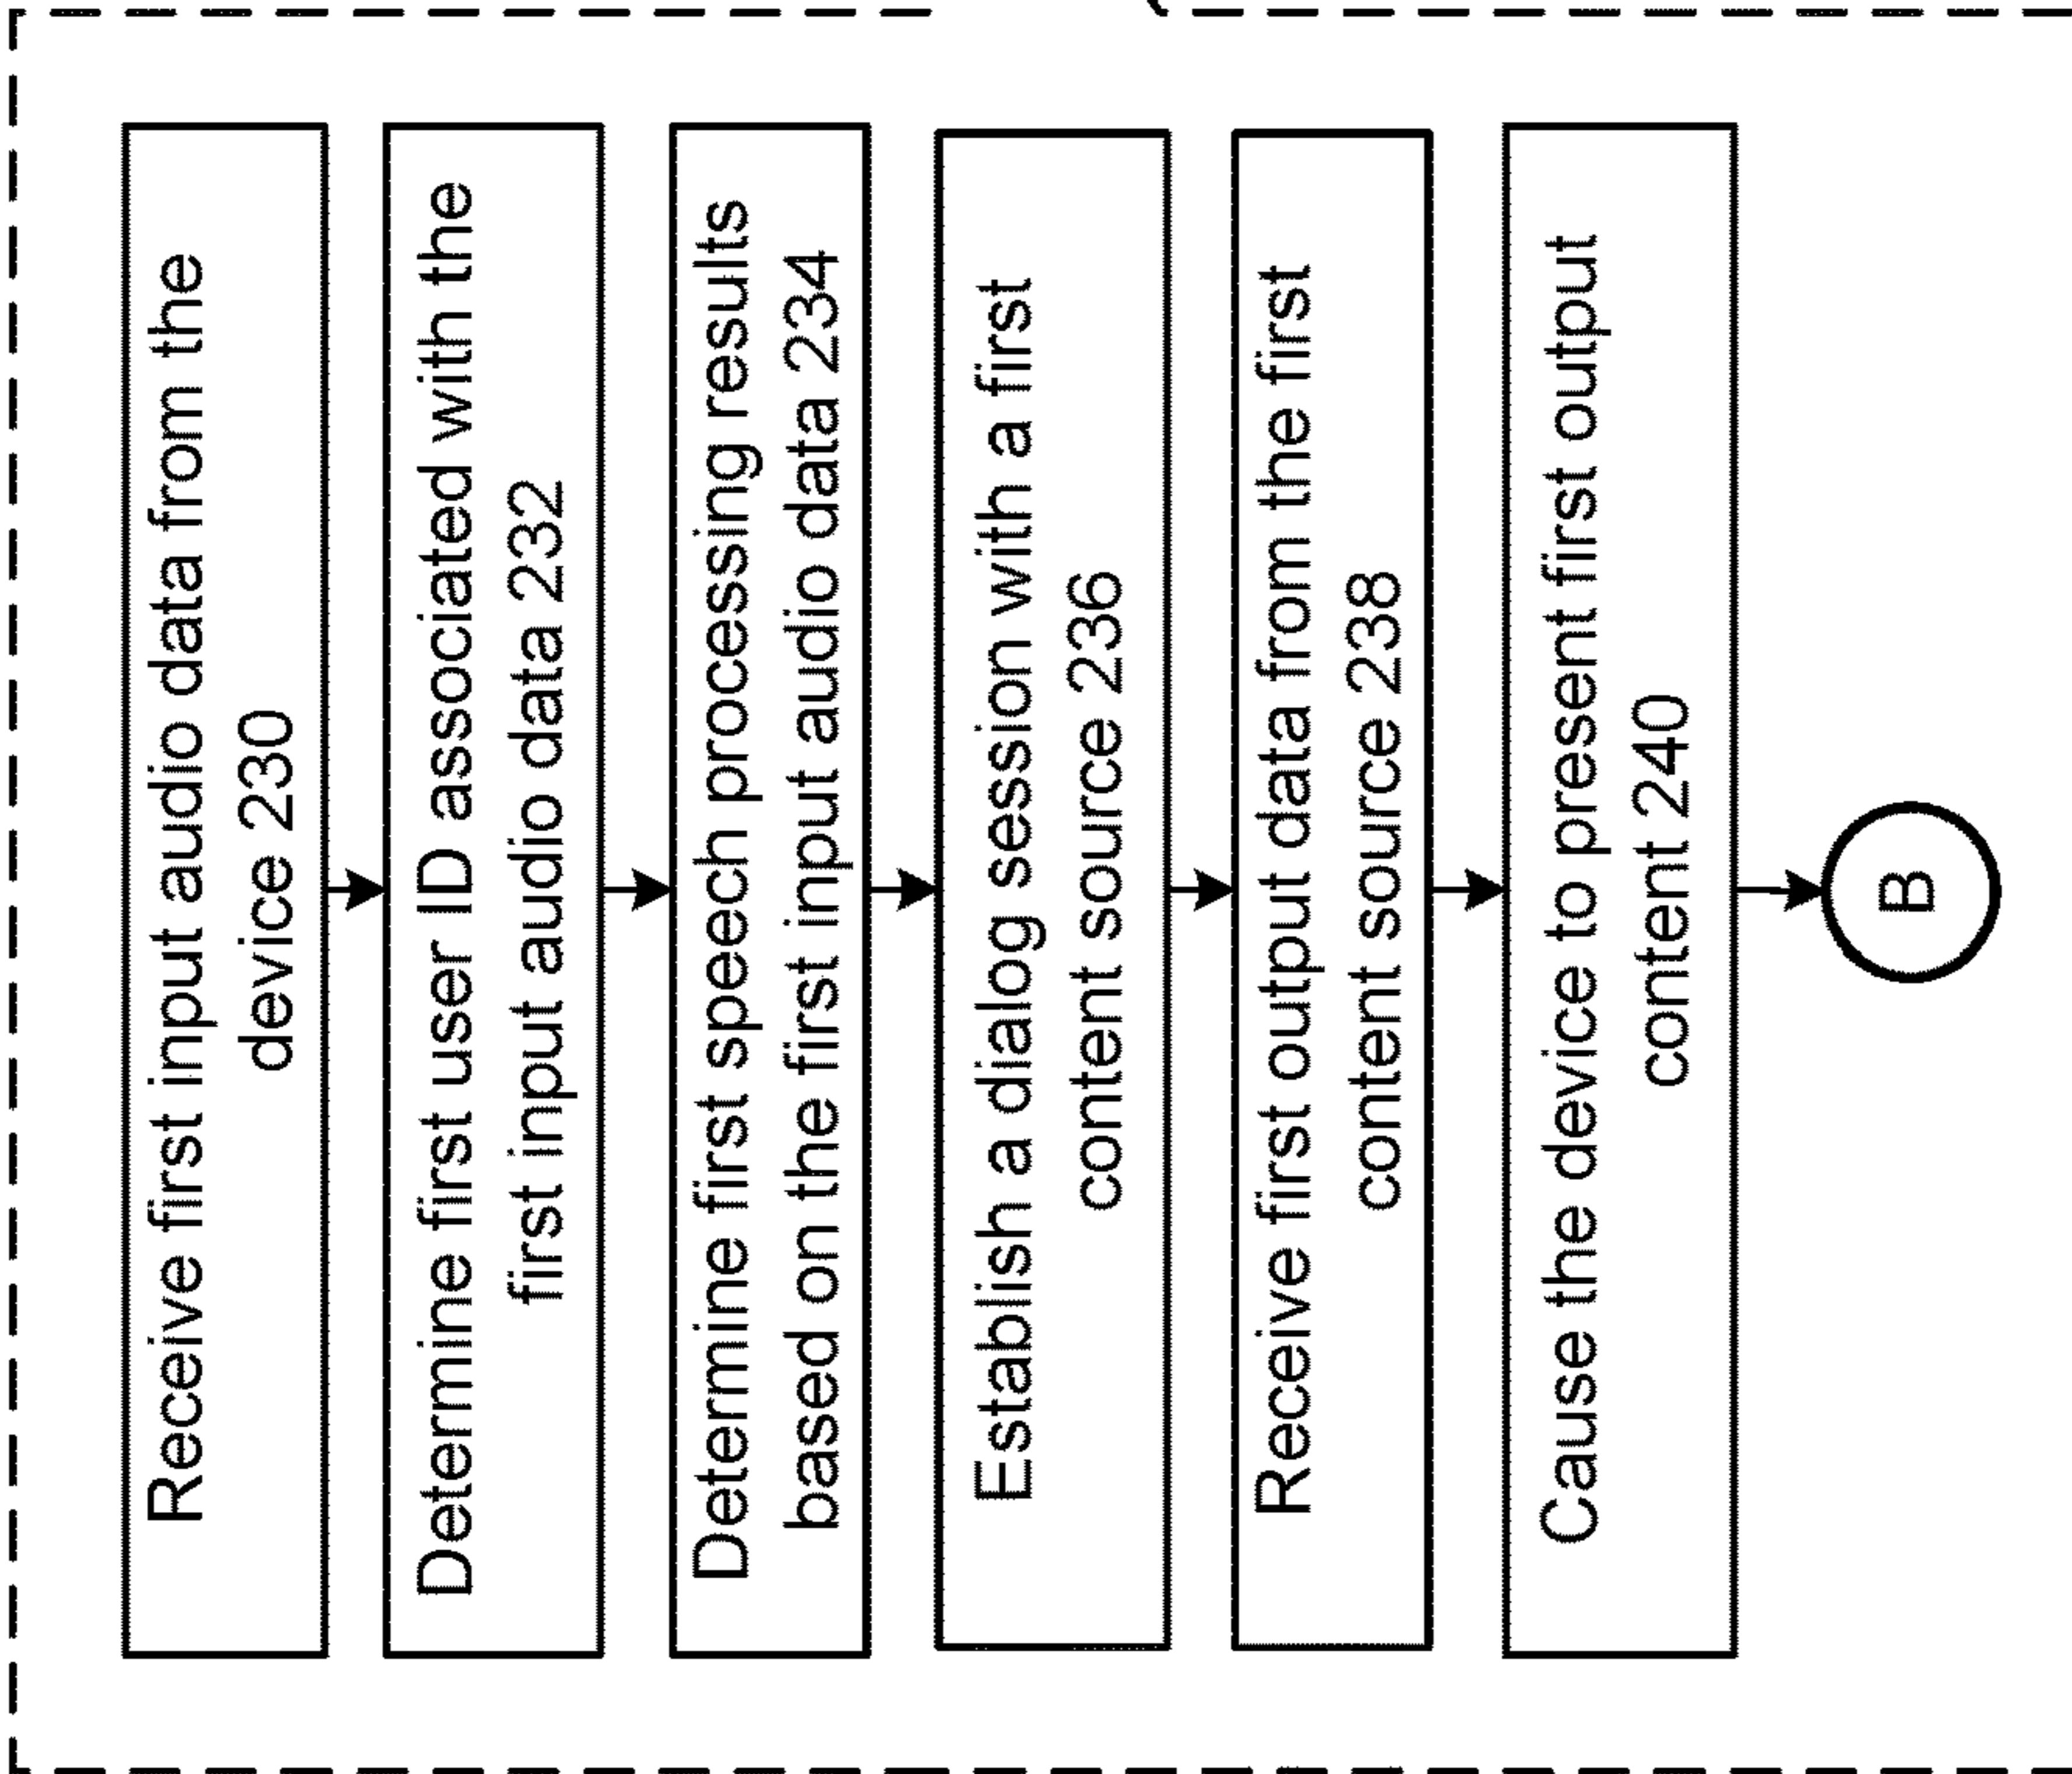 Receive first input audio data from the
device 230
Determine first user ID associated with the
first input audio data 232
Determine first speech processing results
based on the first input audio data 234
Establish a dialog session with a first
content source 236
Receive first output data from the first
content source 238
Cause the device to present first output
content 240
B